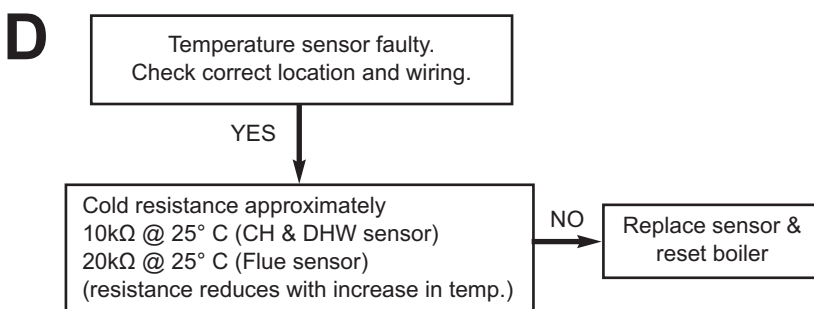 D
Temperature sensor faulty.
Check correct location and wiring.
YES
Cold resistance approximately
10kΩ @ 25° C (CH & DHW sensor)
20kΩ @ 25° C (Flue sensor)
(resistance reduces with increase in temp.)
NO
Replace sensor &
reset boiler